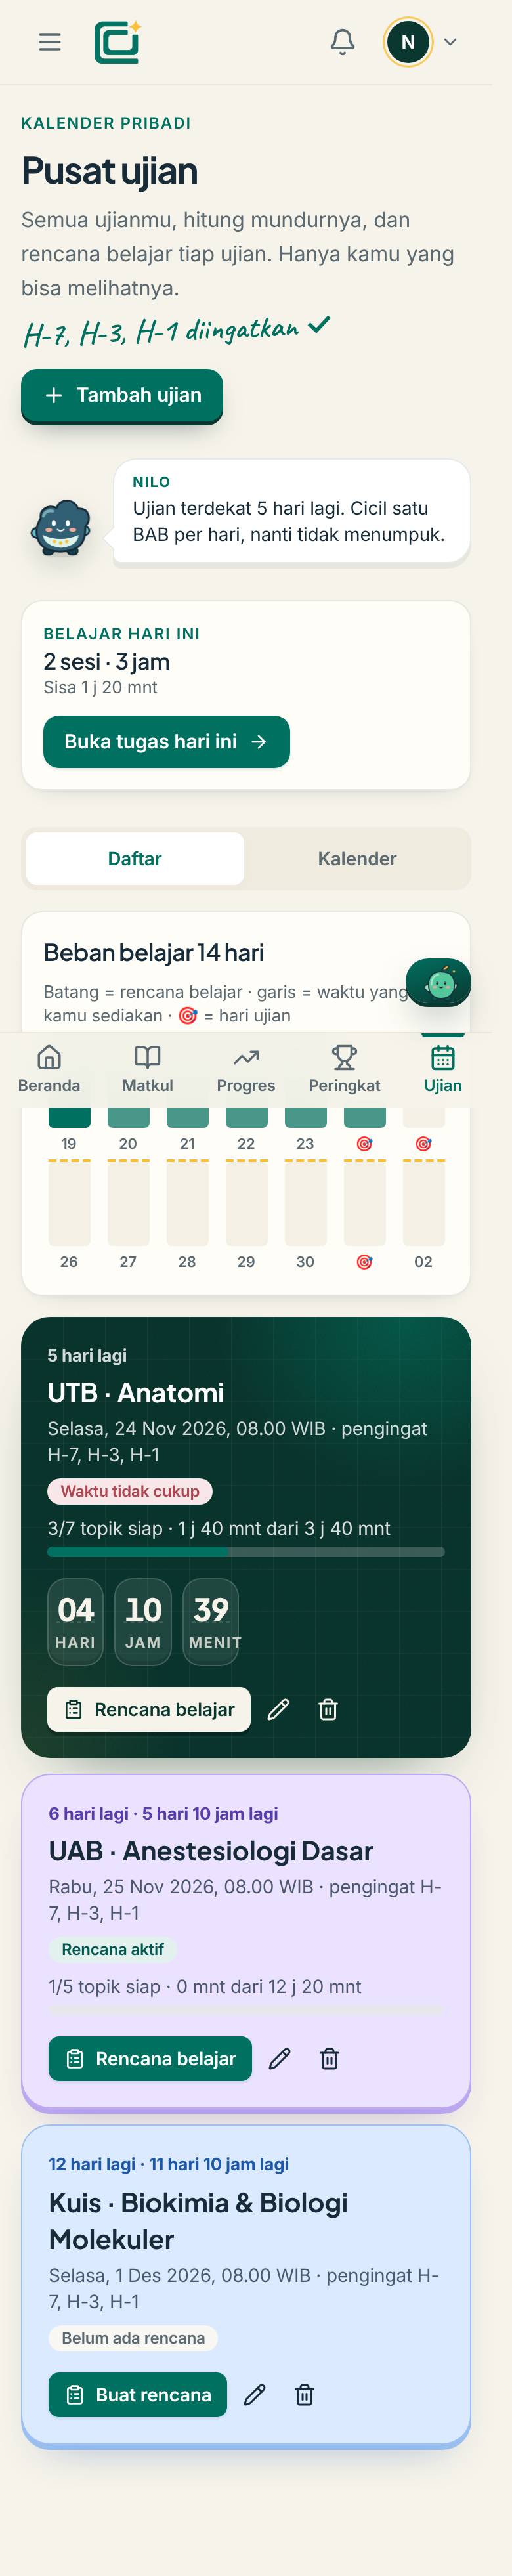 N
KALENDER PRIBADI
Pusat ujian
Semua ujianmu, hitung mundurnya, dan
rencana belajar tiap ujian. Hanya kamu yang
bisa melihatnya.
H-7, H-3, H-1 diingatkan ✓
+ Tambah ujian
NILO
Ujian terdekat 5 hari lagi. Cicil satu
BAB per hari, nanti tidak menumpuk.
BELAJAR HARI INI
2 sesi · 3 jam
Sisa 1 j 20 mnt
Buka tugas hari ini →
Daftar
Kalender
Beban belajar 14 hari
Batang = rencana belajar · garis = waktu yang
kamu sediakan · 🎯 = hari ujian
Beranda
Matkul
Progres
Peringkat
Ujian
19 20 21 22 23 🎯 🎯
26 27 28 29 30 🎯 02
5 hari lagi
UTB · Anatomi
Selasa, 24 Nov 2026, 08.00 WIB · pengingat
H-7, H-3, H-1
Waktu tidak cukup
3/7 topik siap · 1 j 40 mnt dari 3 j 40 mnt
04 10 39
HARI JAM MENIT
Rencana belajar
6 hari lagi · 5 hari 10 jam lagi
UAB · Anestesiologi Dasar
Rabu, 25 Nov 2026, 08.00 WIB · pengingat H-
7, H-3, H-1
Rencana aktif
1/5 topik siap · 0 mnt dari 12 j 20 mnt
Rencana belajar
12 hari lagi · 11 hari 10 jam lagi
Kuis · Biokimia & Biologi
Molekuler
Selasa, 1 Des 2026, 08.00 WIB · pengingat H-
7, H-3, H-1
Belum ada rencana
Buat rencana